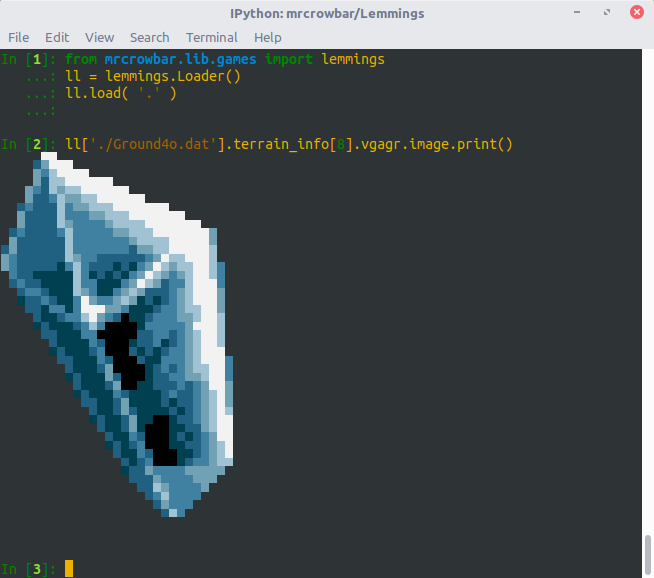 IPython: mrcrowbar/Lemmings
File Edit View Search Terminal Help
In [1]: from mrcrowbar.lib.games import lemmings
...: ll = lemmings.Loader()
...: ll.load( '.' )
...:
In [2]: ll['./Ground4o.dat'].terrain_info[8].vgagr.image.print()
In [3]: